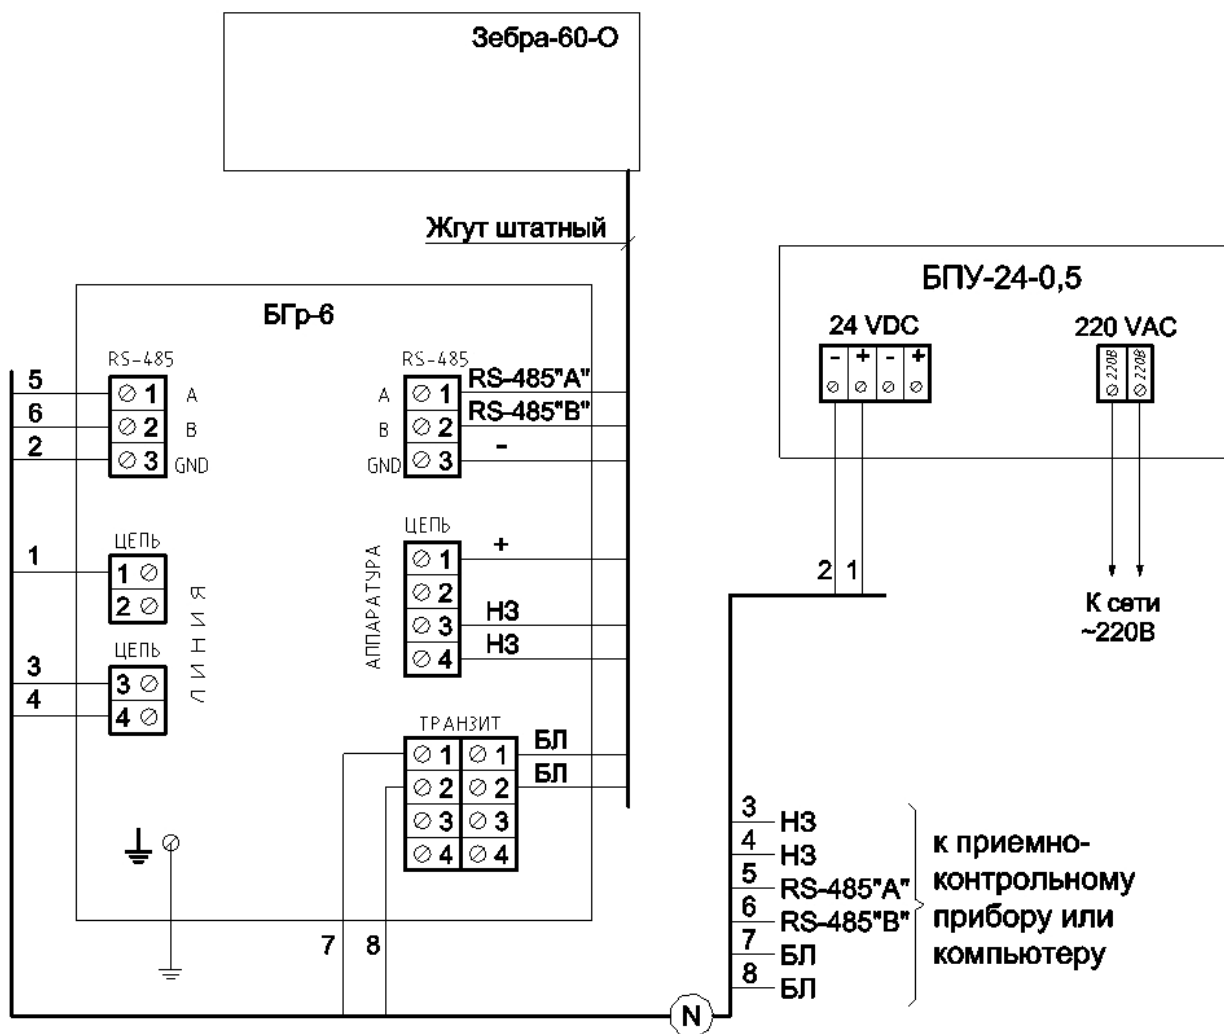 Зебра-60-О
Жгут штатный
БГр-6
RS-485
5
1
A
6
2
B
2
3
GND
RS-485
A
1
RS-485"A"
B
2
RS-485"B"
GND
3
-
ЦЕПЬ
1
1
2
ЦЕПЬ
3
3
4
4
ЛИНИЯ
ЦЕПЬ
АППАРАТУРА
1
+
2
3
НЗ
4
НЗ
ТРАНЗИТ
1 1
БЛ
2 2
БЛ
3 3
4 4
7 8
БПУ-24-0,5
24 VDC
- + - +
220 VAC
220В 220В
2 1
К сети
~220В
3 НЗ
4 НЗ
5 RS-485"A"
6 RS-485"B"
7 БЛ
8 БЛ
к приемно-
контрольному
прибору или
компьютеру
N